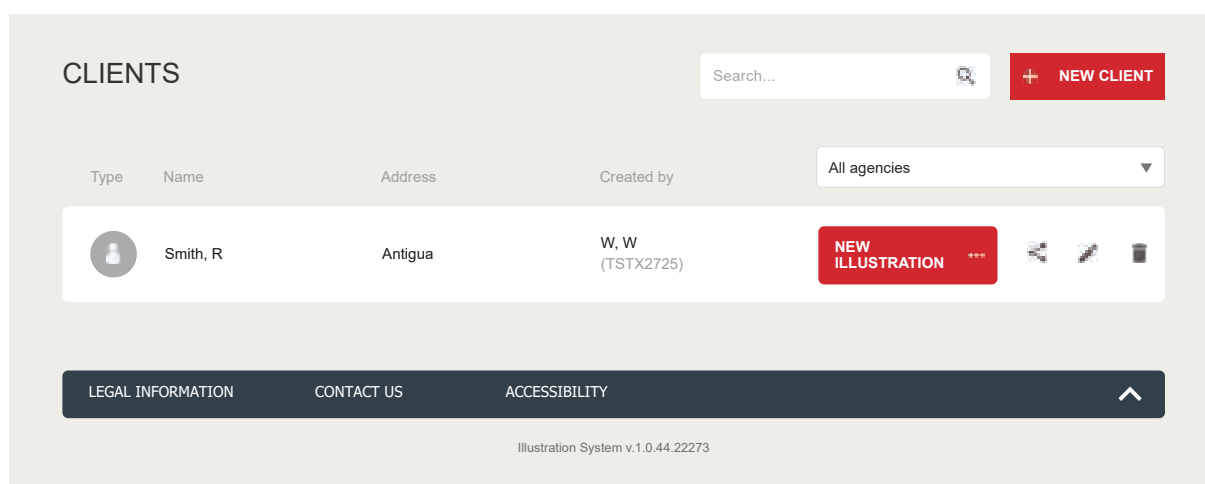 CLIENTS
Search...
NEW CLIENT
Type Name Address Created by
All agencies
Smith, R Antigua W, W
(TSTX2725)
NEW
ILLUSTRATION
LEGAL INFORMATION CONTACT US ACCESSIBILITY
Illustration System v.1.0.44.22273